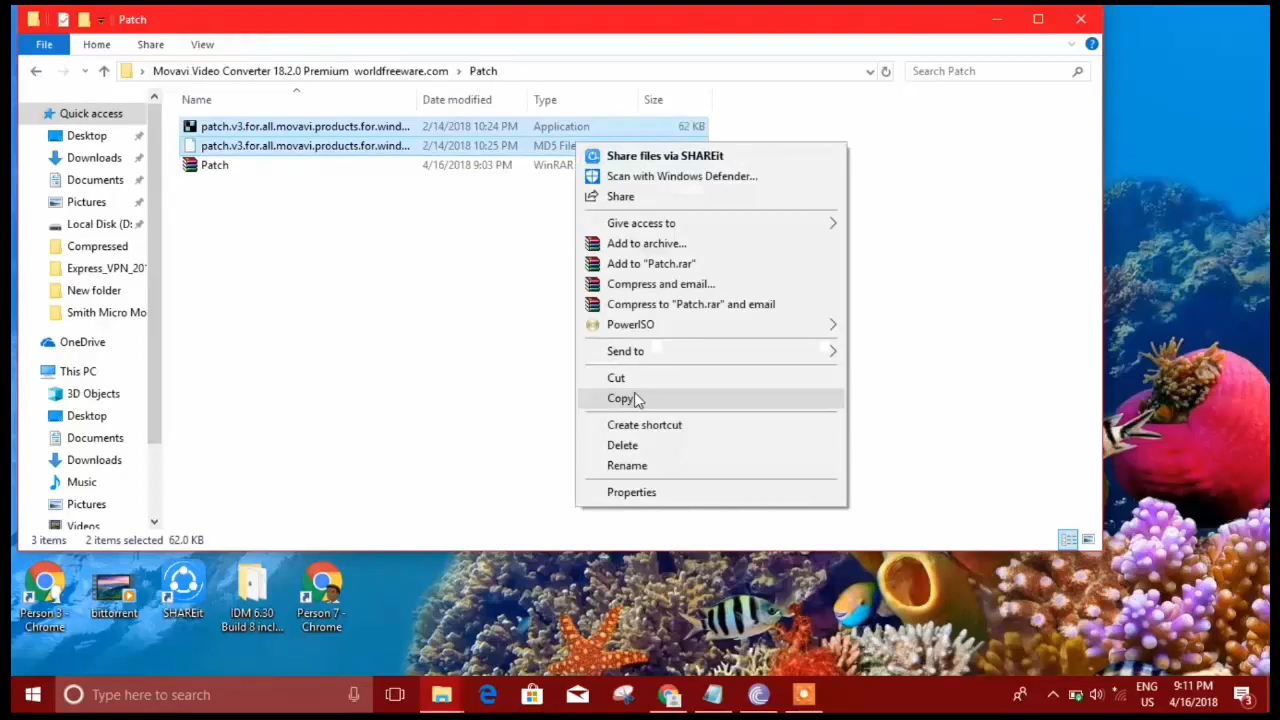 Patch
File Home Share View
Movavi Video Converter 18.2.0 Premium worldfreeware.com > Patch
Search Patch
Name Date modified Type Size
patch.v3.for.all.movavi.products.for.wind... 2/14/2018 10:24 PM Application 62 KB
patch.v3.for.all.movavi.products.for.wind... 2/14/2018 10:25 PM MD5 File
Patch 4/16/2018 9:03 PM WinRAR
Quick access
Desktop
Downloads
Documents
Pictures
Local Disk (D:
Compressed
Express_VPN_20
New folder
Smith Micro Mo
OneDrive
This PC
3D Objects
Desktop
Documents
Downloads
Music
Pictures
Videos
Share files via SHAREit
Scan with Windows Defender...
Share
Give access to
Add to archive...
Add to "Patch.rar"
Compress and email...
Compress to "Patch.rar" and email
PowerISO
Send to
Cut
Copy
Create shortcut
Delete
Rename
Properties
3 items 2 items selected 62.0 KB
Person 3 -
Chrome
bittorrent
SHAREit
IDM 6.30
Build 8 incl...
Person 7 -
Chrome
Type here to search
ENG
US
9:11 PM
4/16/2018
3